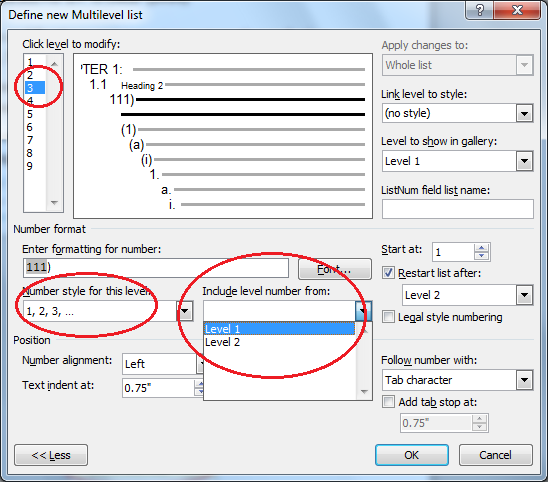 Define new Multilevel list
Click level to modify:
1
2
3
4
5
6
7
8
9
'TER 1:
1.1 Heading 2
111)
(1)
(a)
(i)
1.
a.
i.
Apply changes to:
Whole list
Link level to style:
(no style)
Level to show in gallery:
Level 1
ListNum field list name:
Number format
Enter formatting for number:
111)
Font...
Number style for this level:
1, 2, 3, ...
Include level number from:
Level 1
Level 2
Start at: 1
Restart list after:
Level 2
Legal style numbering
Position
Number alignment: Left
Text indent at: 0.75"
Follow number with:
Tab character
Add tab stop at:
0.75"
<< Less
OK
Cancel